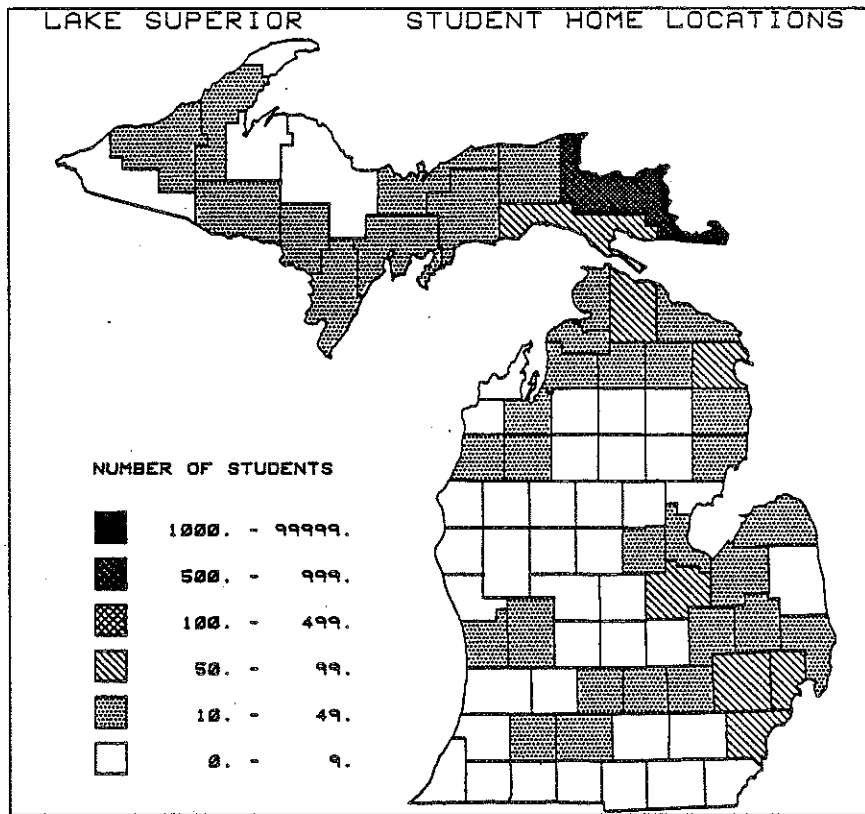 LAKE SUPERIOR STUDENT HOME LOCATIONS
NUMBER OF STUDENTS
1000. - 99999.
500. - 999.
100. - 499.
50. - 99.
10. - 49.
0. - 9.